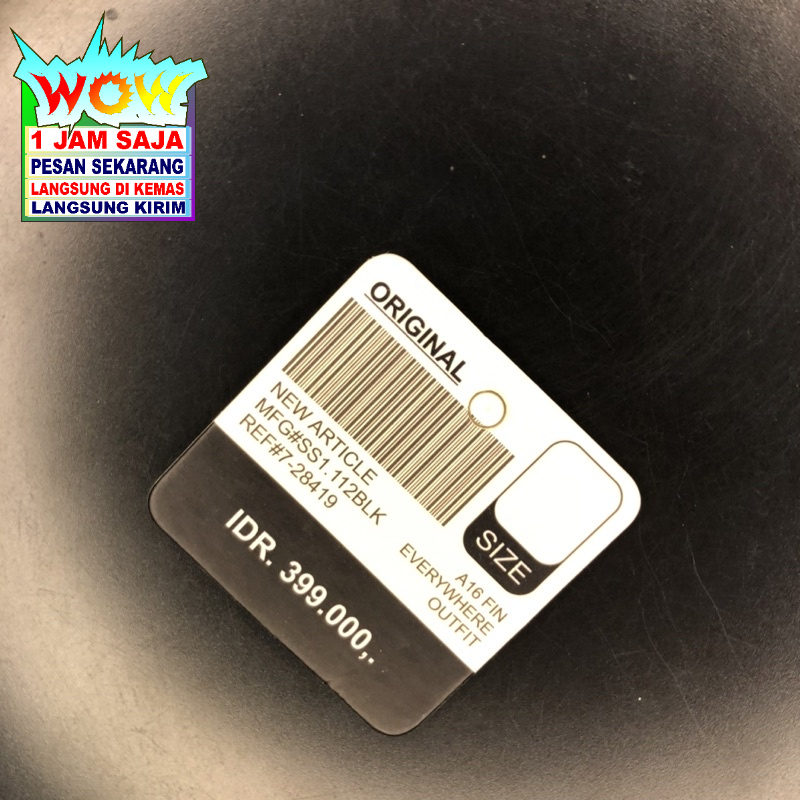 WOW
1 JAM SAJA
PESAN SEKARANG
LANGSUNG DI KEMAS
LANGSUNG KIRIM
ORIGINAL
NEW ARTICLE
MFG#SS1.112BLK
REF#7-28419
SIZE
A16 FIN
EVERYWHERE
OUTFIT
IDR. 399.000,.